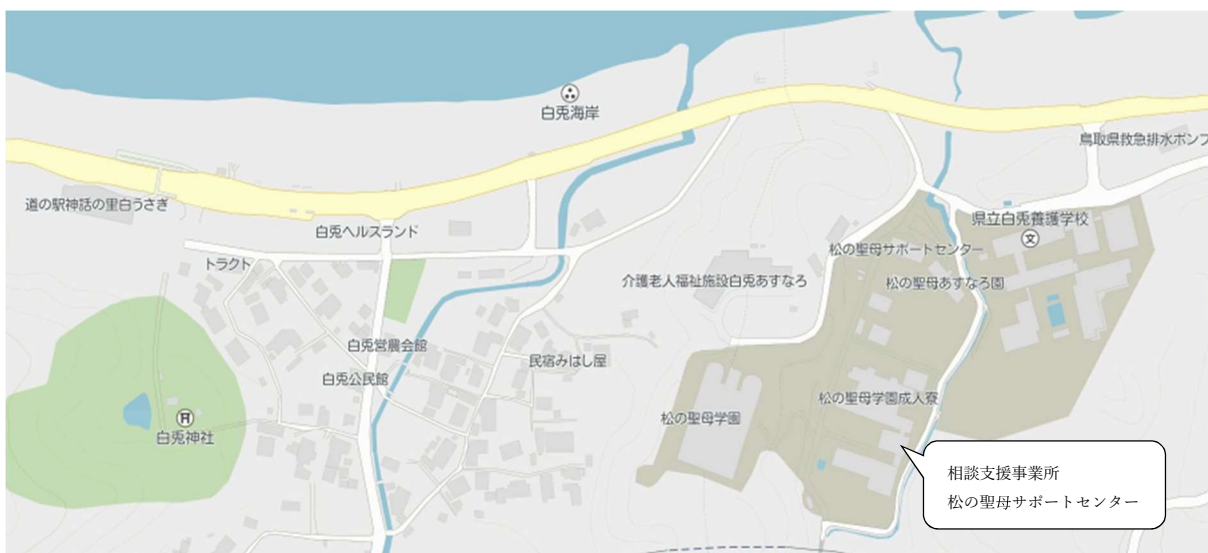 白兎海岸
鳥取県救急排水ポンプ
道の駅神話の里白うさぎ
県立白兎養護学校
文
白兎ヘルスランド
松の聖母サポートセンター
トラクト
介護老人福祉施設白兎あすなろ
松の聖母あすなろ園
白兎営農会館
民宿みはし屋
白兎公民館
松の聖母学園成人寮
松の聖母学園
白兎神社
相談支援事業所
松の聖母サポートセンター